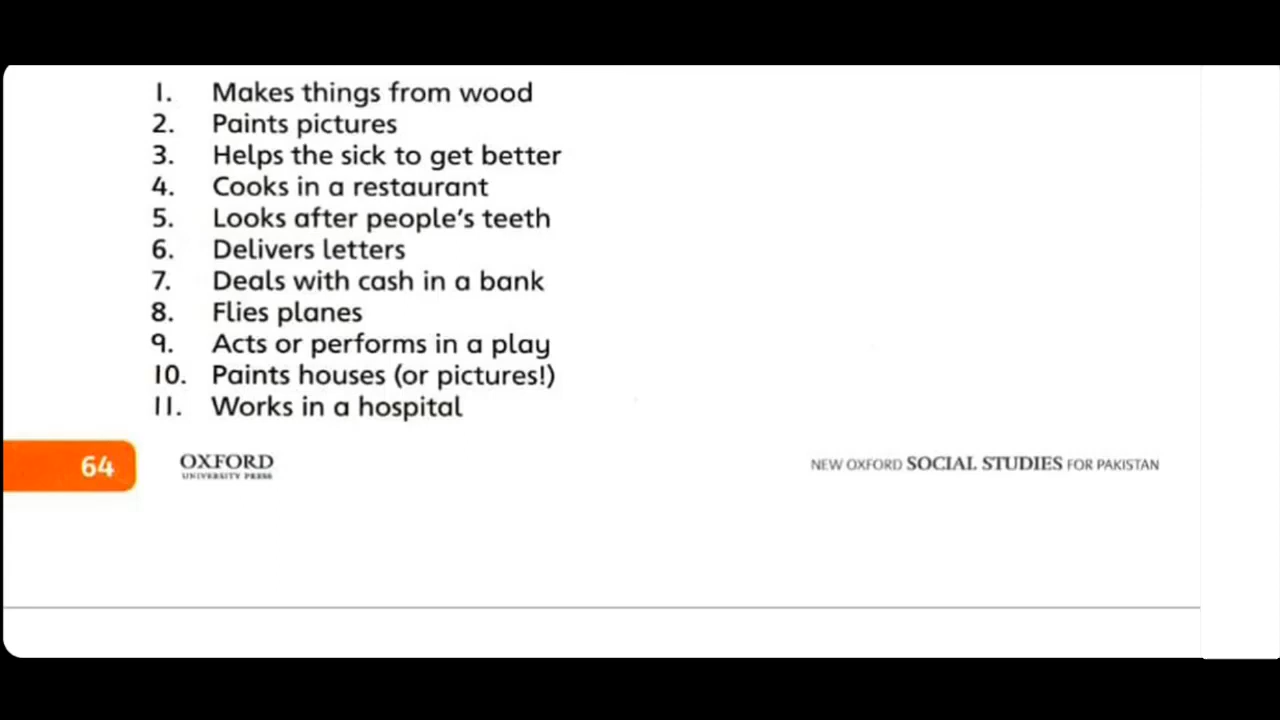 1. Makes things from wood
2. Paints pictures
3. Helps the sick to get better
4. Cooks in a restaurant
5. Looks after people's teeth
6. Delivers letters
7. Deals with cash in a bank
8. Flies planes
9. Acts or performs in a play
10. Paints houses (or pictures!)
11. Works in a hospital
64 OXFORD NEW OXFORD SOCIAL STUDIES FOR PAKISTAN
UNIVERSITY PRESS